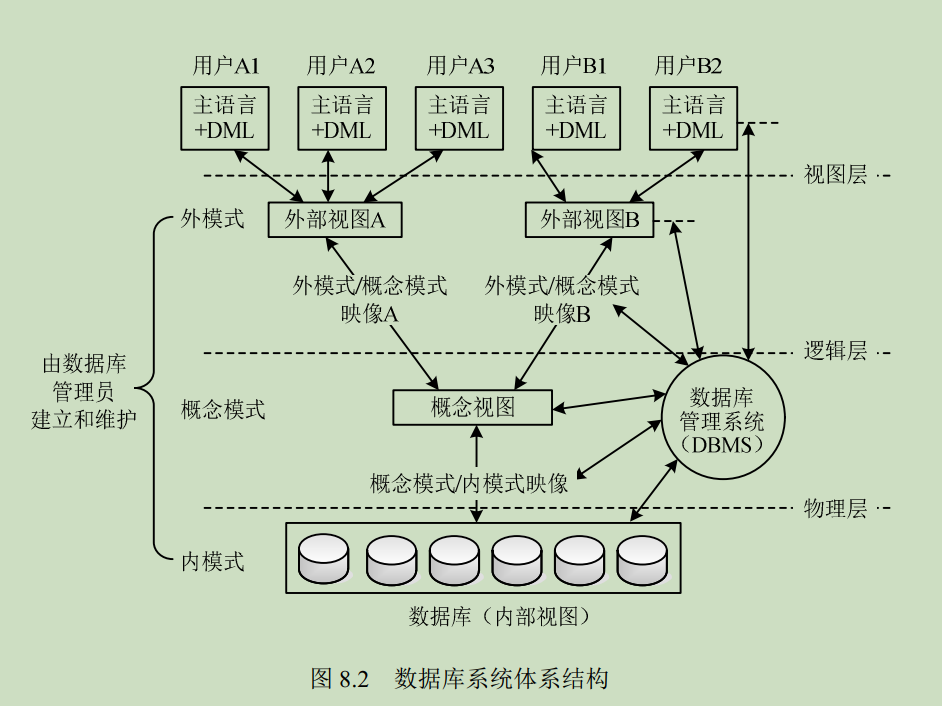 用户A1 用户A2 用户A3 用户B1 用户B2
主语言 主语言 主语言 主语言 主语言
+DML +DML +DML +DML +DML
视图层
外模式 外部视图A 外部视图B
外模式/概念模式 外模式/概念模式
映像A 映像B
逻辑层
由数据库
管理员
建立和维护
概念模式 概念视图
数据库
管理系统
(DBMS)
概念模式/内模式映像
物理层
内模式
数据库（内部视图）
图 8.2 数据库系统体系结构